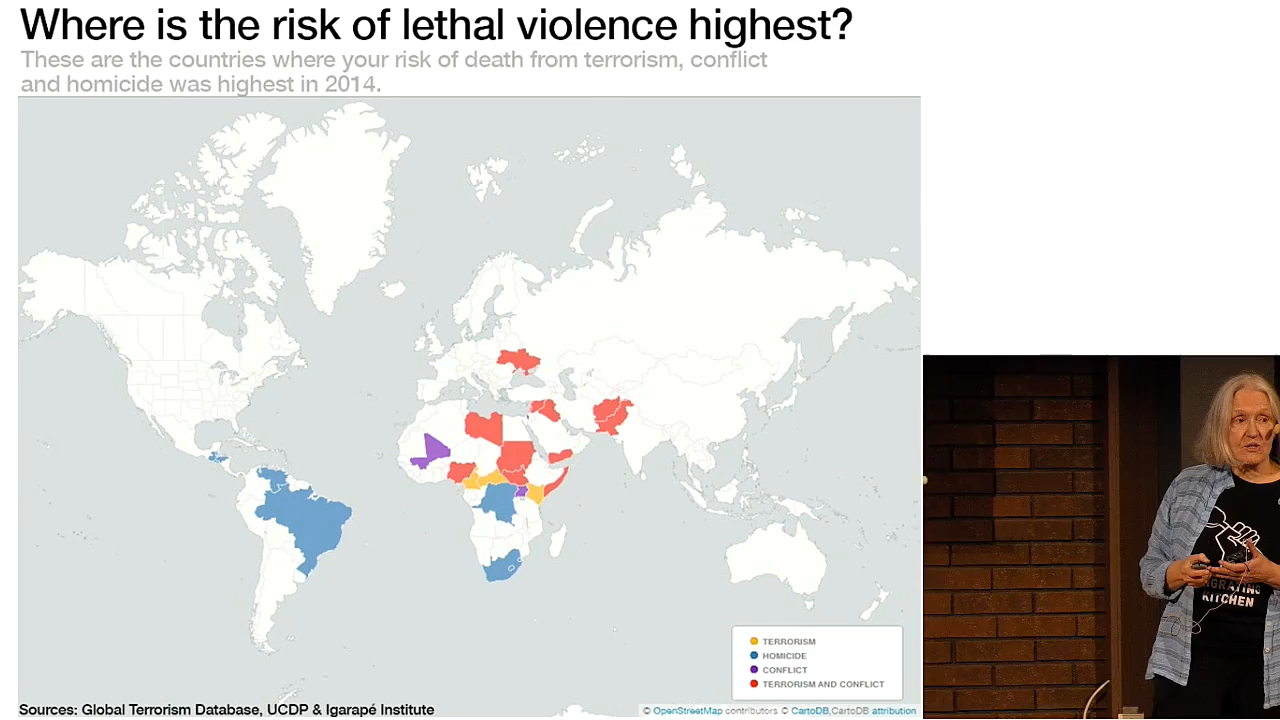 Where is the risk of lethal violence highest?
These are the countries where your risk of death from terrorism, conflict
and homicide was highest in 2014.
TERRORISM
HOMICIDE
CONFLICT
TERRORISM AND CONFLICT
Sources: Global Terrorism Database, UCDP & Igarapé Institute
© OpenStreetMap contributors © CartoDB,CartoDB attribution
KITCHEN